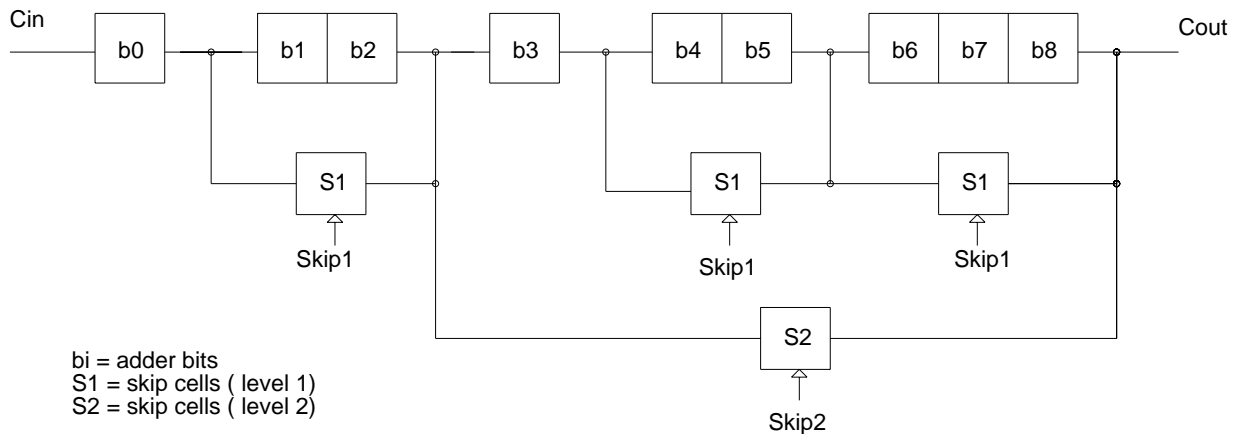 Cin
Cout
b0
b1
b2
b3
b4
b5
b6
b7
b8
S1
S1
S1
Skip1
Skip1
Skip1
S2
Skip2
bi = adder bits
S1 = skip cells ( level 1)
S2 = skip cells ( level 2)